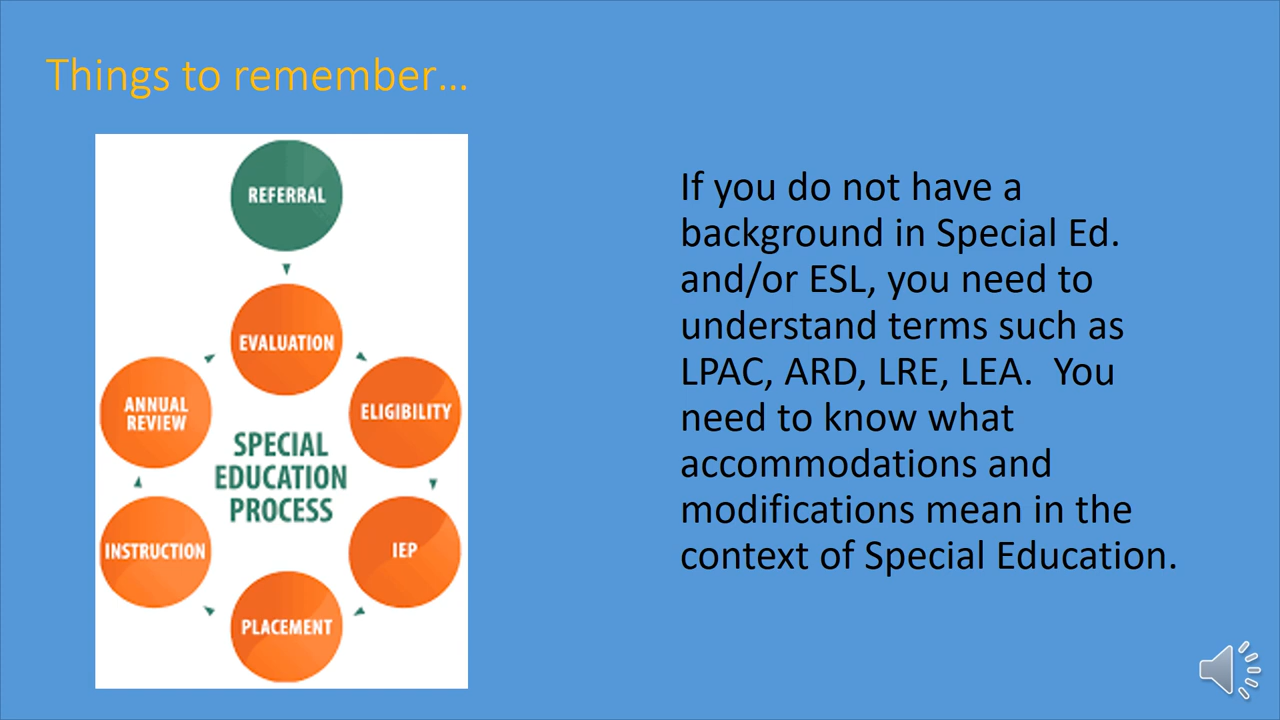 Things to remember...
REFERRAL
EVALUATION
ELIGIBILITY
IEP
PLACEMENT
INSTRUCTION
ANNUAL
REVIEW
SPECIAL
EDUCATION
PROCESS
If you do not have a
background in Special Ed.
and/or ESL, you need to
understand terms such as
LPAC, ARD, LRE, LEA.  You
need to know what
accommodations and
modifications mean in the
context of Special Education.